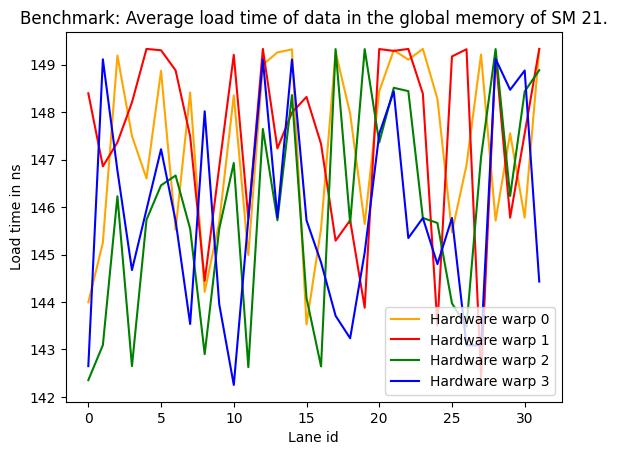 Benchmark: Average load time of data in the global memory of SM 21.
149
148
147
146
145
144
143
142
Load time in ns
Hardware warp 0
Hardware warp 1
Hardware warp 2
Hardware warp 3
0 5 10 15 20 25 30
Lane id